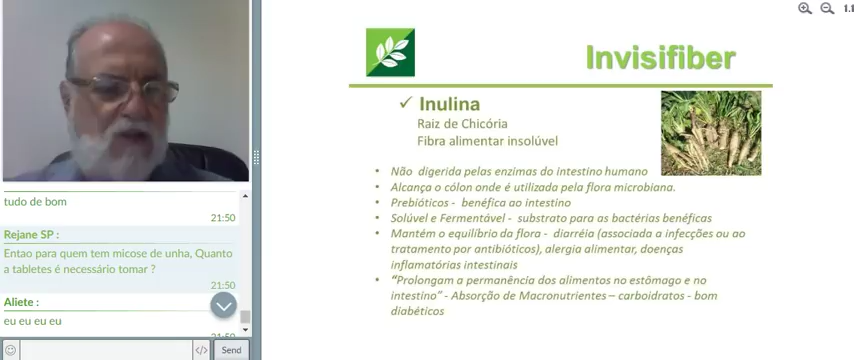 tudo de bom
21:50
Rejane SP :
Entao para quem tem micose de unha, Quanto
a tabletes é necessário tomar ?
21:50
Aliete :
eu eu eu eu
Send
1.1
Invisifiber
✓ Inulina
Raiz de Chicória
Fibra alimentar insolúvel
• Não digerida pelas enzimas do intestino humano
• Alcança o cólon onde é utilizada pela flora microbiana.
• Prebióticos - benéfica ao intestino
• Solúvel e Fermentável - substrato para as bactérias benéficas
• Mantém o equilíbrio da flora - diarréia (associada a infecções ou ao
tratamento por antibióticos), alergia alimentar, doenças
inflamatórias intestinais
• “Prolongam a permanência dos alimentos no estômago e no
intestino” - Absorção de Macronutrientes – carboidratos - bom
diabéticos